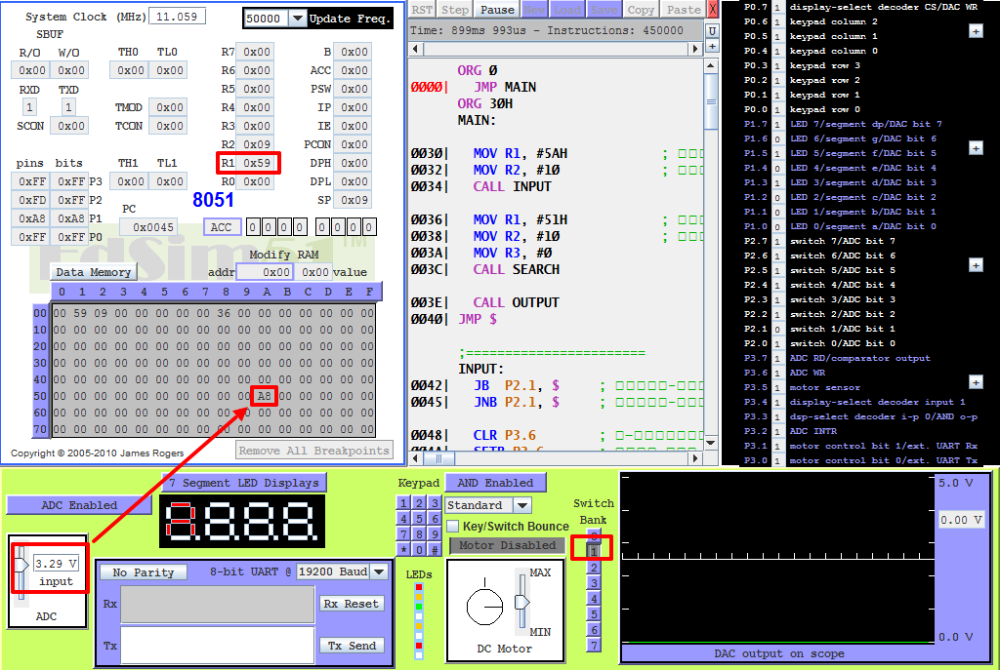 System Clock (MHz) 11.059
50000 Update Freq.
SBUF
R/O W/O TH0 TL0
0x00 0x00 0x00 0x00
RXD TXD
1 1
TMOD 0x00
SCON 0x00 TCON 0x00
pins bits TH1 TL1
0xFF 0xFF P3 0x00 0x00
0xFD 0xFF P2
0xA8 0xA8 P1
0xFF 0xFF P0
PC
0x0045
R7 0x00 B 0x00
R6 0x00 ACC 0x00
R5 0x00 PSW 0x00
R4 0x00 IP 0x00
R3 0x00 IE 0x00
R2 0x09 PCON 0x00
R1 0x59 DPH 0x00
R0 0x00 DPL 0x00
SP 0x09
8051
ACC 0 0 0 0 0 0 0 0
EdSim51™
Modify RAM
Data Memory addr 0x00 0x00 value
0 1 2 3 4 5 6 7 8 9 A B C D E F
00 00 59 09 00 00 00 00 00 36 00 00 00 00 00 00 00
10 00 00 00 00 00 00 00 00 00 00 00 00 00 00 00 00
20 00 00 00 00 00 00 00 00 00 00 00 00 00 00 00 00
30 00 00 00 00 00 00 00 00 00 00 00 00 00 00 00 00
40 00 00 00 00 00 00 00 00 00 00 00 00 00 00 00 00
50 00 00 00 00 00 00 00 00 00 00 A8 00 00 00 00 00
60 00 00 00 00 00 00 00 00 00 00 00 00 00 00 00 00
70 00 00 00 00 00 00 00 00 00 00 00 00 00 00 00 00
Copyright © 2005-2010 James Rogers
Remove All Breakpoints
RST Step Pause New Load Save Copy Paste X
Time: 899ms 993us - Instructions: 450000
U
+
ORG 0
0000| JMP MAIN
ORG 30H
MAIN:
0030| MOV R1, #5AH ;
0032| MOV R2, #10 ;
0034| CALL INPUT
0036| MOV R1, #51H ;
0038| MOV R2, #10 ;
003A| MOV R3, #0
003C| CALL SEARCH
003E| CALL OUTPUT
0040| JMP $
;=======================
INPUT:
0042| JB P2.1, $ ;
0045| JNB P2.1, $ ;
0048| CLR P3.6 ;
SETB P3.6
P0.7 1 display-select decoder CS/DAC WR
P0.6 1 keypad column 2
P0.5 1 keypad column 1
P0.4 1 keypad column 0
P0.3 1 keypad row 3
P0.2 1 keypad row 2
P0.1 1 keypad row 1
P0.0 1 keypad row 0
P1.7 1 LED 7/segment dp/DAC bit 7
P1.6 0 LED 6/segment g/DAC bit 6
P1.5 1 LED 5/segment f/DAC bit 5
P1.4 0 LED 4/segment e/DAC bit 4
P1.3 1 LED 3/segment d/DAC bit 3
P1.2 0 LED 2/segment c/DAC bit 2
P1.1 0 LED 1/segment b/DAC bit 1
P1.0 0 LED 0/segment a/DAC bit 0
P2.7 1 switch 7/ADC bit 7
P2.6 1 switch 6/ADC bit 6
P2.5 1 switch 5/ADC bit 5
P2.4 1 switch 4/ADC bit 4
P2.3 1 switch 3/ADC bit 3
P2.2 1 switch 2/ADC bit 2
P2.1 0 switch 1/ADC bit 1
P2.0 1 switch 0/ADC bit 0
P3.7 1 ADC RD/comparator output
P3.6 1 ADC WR
P3.5 1 motor sensor
P3.4 1 display-select decoder input 1
P3.3 1 dsp-select decoder i-p 0/AND o-p
P3.2 1 ADC INTR
P3.1 1 motor control bit 1/ext. UART Rx
P3.0 1 motor control bit 0/ext. UART Tx
+
+
+
+
ADC Enabled
3.29 V
input
ADC
7 Segment LED Displays
8.8.8.8.
No Parity 8-bit UART @ 19200 Baud
Rx Rx Reset
Tx Tx Send
Keypad
1 2 3
4 5 6
7 8 9
* 0 #
LEDs
AND Enabled
Standard
Key/Switch Bounce
Motor Disabled
MAX
MIN
DC Motor
Switch
Bank
0
1
2
3
4
5
6
7
5.0 V
0.00 V
0.0 V
DAC output on scope